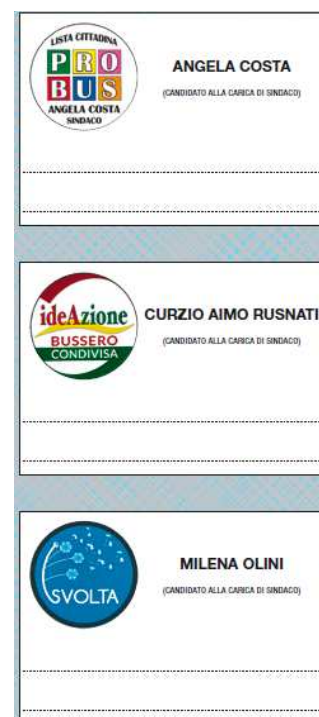 LISTA CITTADINA
PRO
BUS
ANGELA COSTA
SINDACO
ANGELA COSTA
(CANDIDATO ALLA CARICA DI SINDACO)
ideAzione
BUSSERO
CONDIVISA
CURZIO AIMO RUSNATI
(CANDIDATO ALLA CARICA DI SINDACO)
SVOLTA
MILENA OLINI
(CANDIDATO ALLA CARICA DI SINDACO)